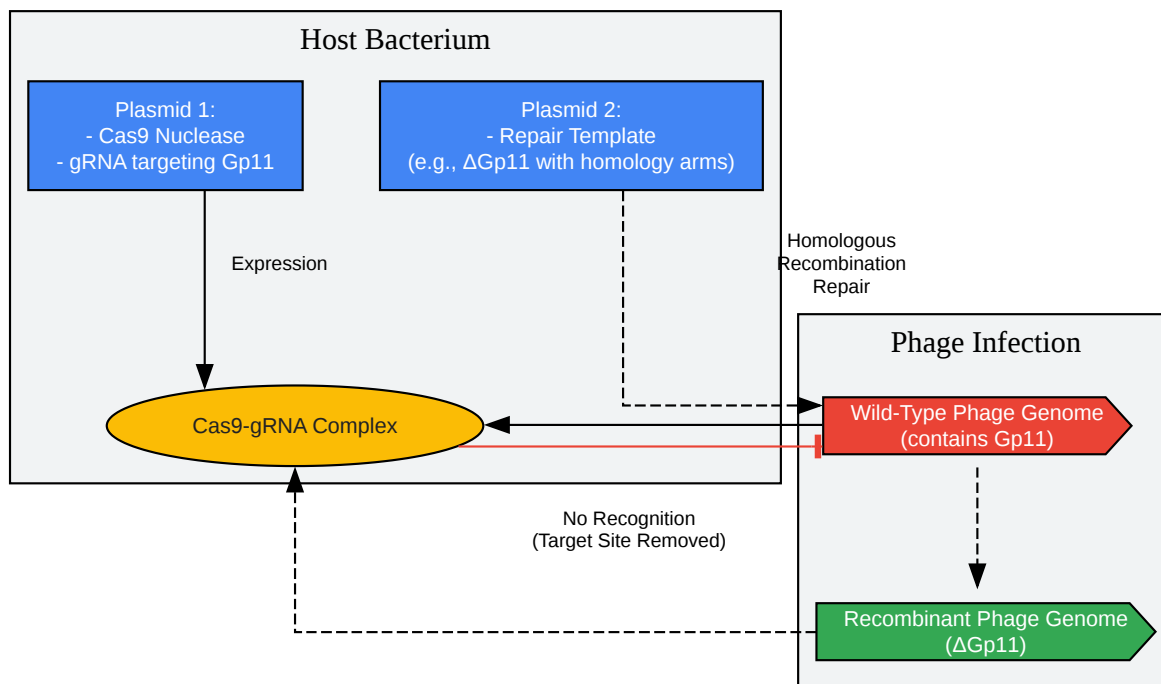 Host Bacterium
Plasmid 1:
- Cas9 Nuclease
- gRNA targeting Gp11
Plasmid 2:
- Repair Template
(e.g., ΔGp11 with homology arms)
Expression
Homologous
Recombination
Repair
Phage Infection
Cas9-gRNA Complex
Wild-Type Phage Genome
(contains Gp11)
No Recognition
(Target Site Removed)
Recombinant Phage Genome
(ΔGp11)